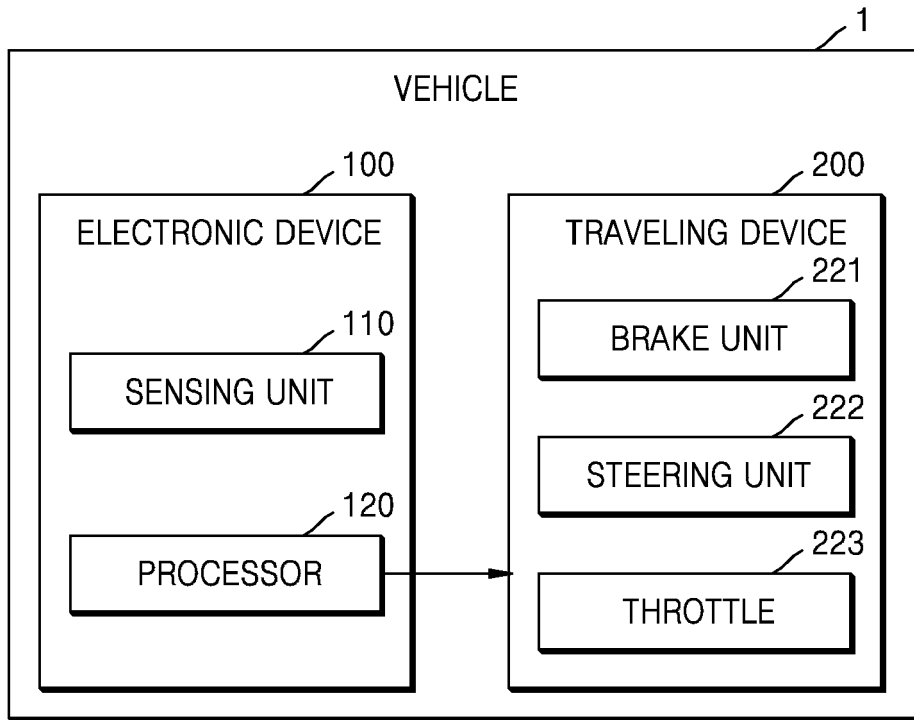 1
VEHICLE
100
ELECTRONIC DEVICE
110
SENSING UNIT
120
PROCESSOR
200
TRAVELING DEVICE
221
BRAKE UNIT
222
STEERING UNIT
223
THROTTLE